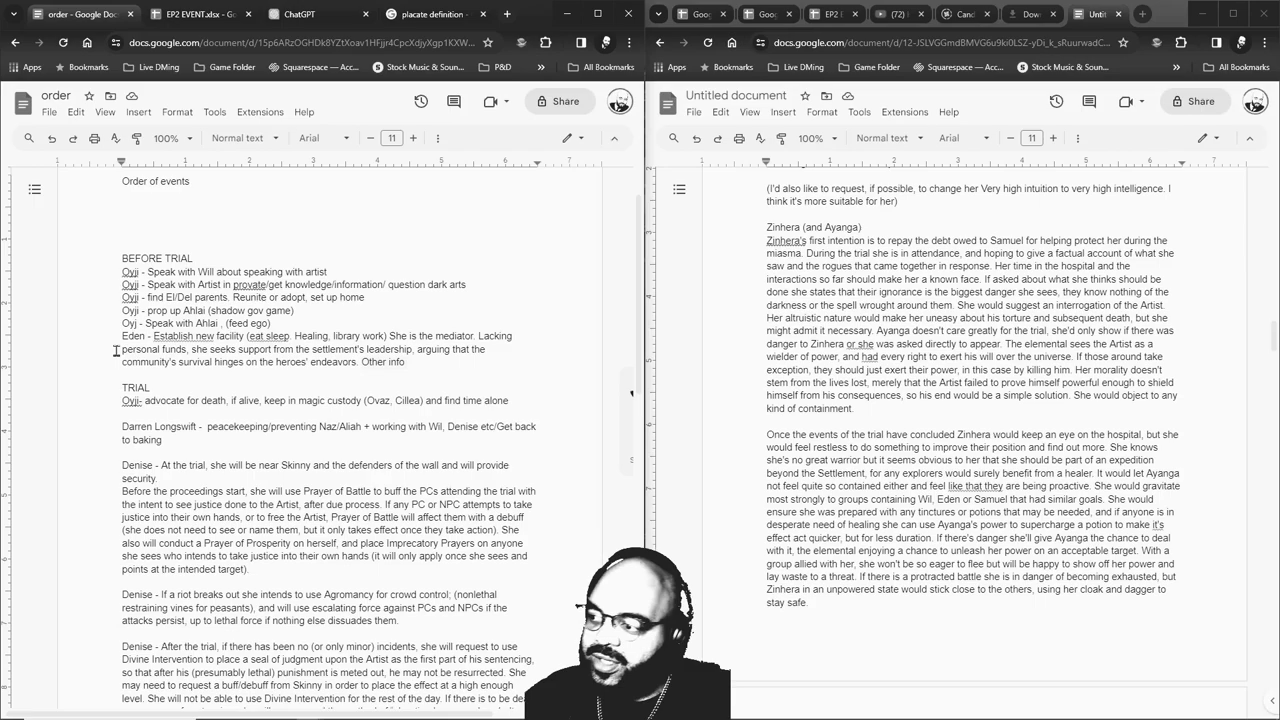 order - Google Docs
EP2 EVENT.xlsx - Goo
ChatGPT
placate definition -
docs.google.com/document/d/15p6ARzOGHDk8YZtXoav1HFjjr4CpcXdjyXgp1KXW...
Apps
Bookmarks
Live DMing
Game Folder
Squarespace — Acc...
Stock Music & Soun...
P&D
All Bookmarks
order
File Edit View Insert Format Tools Extensions Help
Share
100%
Normal text
Arial
11
Order of events
BEFORE TRIAL
Oyji - Speak with Will about speaking with artist
Oyji - Speak with Artist in provate/get knowledge/information/ question dark arts
Oyji - find El/Del parents. Reunite or adopt, set up home
Oyji - prop up Ahlai (shadow gov game)
Oyj - Speak with Ahlai , (feed ego)
Eden - Establish new facility (eat sleep. Healing, library work) She is the mediator. Lacking
personal funds, she seeks support from the settlement's leadership, arguing that the
community's survival hinges on the heroes' endeavors. Other info
TRIAL
Oyji- advocate for death, if alive, keep in magic custody (Ovaz, Cillea) and find time alone
Darren Longswift - peacekeeping/preventing Naz/Aliah + working with Wil, Denise etc/Get back
to baking
Denise - At the trial, she will be near Skinny and the defenders of the wall and will provide
security.
Before the proceedings start, she will use Prayer of Battle to buff the PCs attending the trial with
the intent to see justice done to the Artist, after due process. If any PC or NPC attempts to take
justice into their own hands, or to free the Artist, Prayer of Battle will affect them with a debuff
(she does not need to see or name them, but it only takes effect once they take action). She
also will conduct a Prayer of Prosperity on herself, and place Imprecatory Prayers on anyone
she sees who intends to take justice into their own hands (it will only apply once she sees and
points at the intended target).
Denise - If a riot breaks out she intends to use Agromancy for crowd control; (nonlethal
restraining vines for peasants), and will use escalating force against PCs and NPCs if the
attacks persist, up to lethal force if nothing else dissuades them.
Denise - After the trial, if there has been no (or only minor) incidents, she will request to use
Divine Intervention to place a seal of judgment upon the Artist as the first part of his sentencing,
so that after his (presumably lethal) punishment is meted out, he may not be resurrected. She
may need to request a buff/debuff from Skinny in order to place the effect at a high enough
level. She will not be able to use Divine Intervention for the rest of the day. If there is to be
Goo
Goo
EP2 E
(72)
Cand
Dow
Untit
docs.google.com/document/d/12-JSLVGGmdBMVG6u9ki0LSZ-yDi_k_sRuurwadC...
Apps
Bookmarks
Live DMing
Game Folder
Squarespace — Acc...
Stock Music & Soun...
All Bookmarks
Untitled document
File Edit View Insert Format Tools Extensions Help
Share
100%
Normal text
Arial
11
(I'd also like to request, if possible, to change her Very high intuition to very high intelligence. I
think it's more suitable for her)
Zinhera (and Ayanga)
Zinhera's first intention is to repay the debt owed to Samuel for helping protect her during the
miasma. During the trial she is in attendance, and hoping to give a factual account of what she
saw and the rogues that came together in response. Her time in the hospital and the
interactions so far should make her a known face. If asked about what she thinks should be
done she states that their ignorance is the biggest danger she sees, they know nothing of the
darkness or the spell wrought around them. She would suggest an interrogation of the Artist.
Her altruistic nature would make her uneasy about his torture and subsequent death, but she
might admit it necessary. Ayanga doesn't care greatly for the trial, she'd only show if there was
danger to Zinhera or she was asked directly to appear. The elemental sees the Artist as a
wielder of power, and had every right to exert his will over the universe. If those around take
exception, they should just exert their power, in this case by killing him. Her morality doesn't
stem from the lives lost, merely that the Artist failed to prove himself powerful enough to shield
himself from his consequences, so his end would be a simple solution. She would object to any
kind of containment.
Once the events of the trial have concluded Zinhera would keep an eye on the hospital, but she
would feel restless to do something to improve their position and find out more. She knows
she's no great warrior but it seems obvious to her that she should be part of an expedition
beyond the Settlement, for any explorers would surely benefit from a healer. It would let Ayanga
not feel quite so contained either and feel like that they are being proactive. She would gravitate
most strongly to groups containing Wil, Eden or Samuel that had similar goals. She would
ensure she was prepared with any tinctures or potions that may be needed, and if anyone is in
desperate need of healing she can use Ayanga's power to supercharge a potion to make it's
effect act quicker, but for less duration. If there's danger she'll give Ayanga the chance to deal
with it, the elemental enjoying a chance to unleash her power on an acceptable target. With a
group allied with her, she won't be so eager to flee but will be happy to show off her power and
lay waste to a threat. If there is a protracted battle she is in danger of becoming exhausted, but
Zinhera in an unpowered state would stick close to the others, using her cloak and dagger to
stay safe.